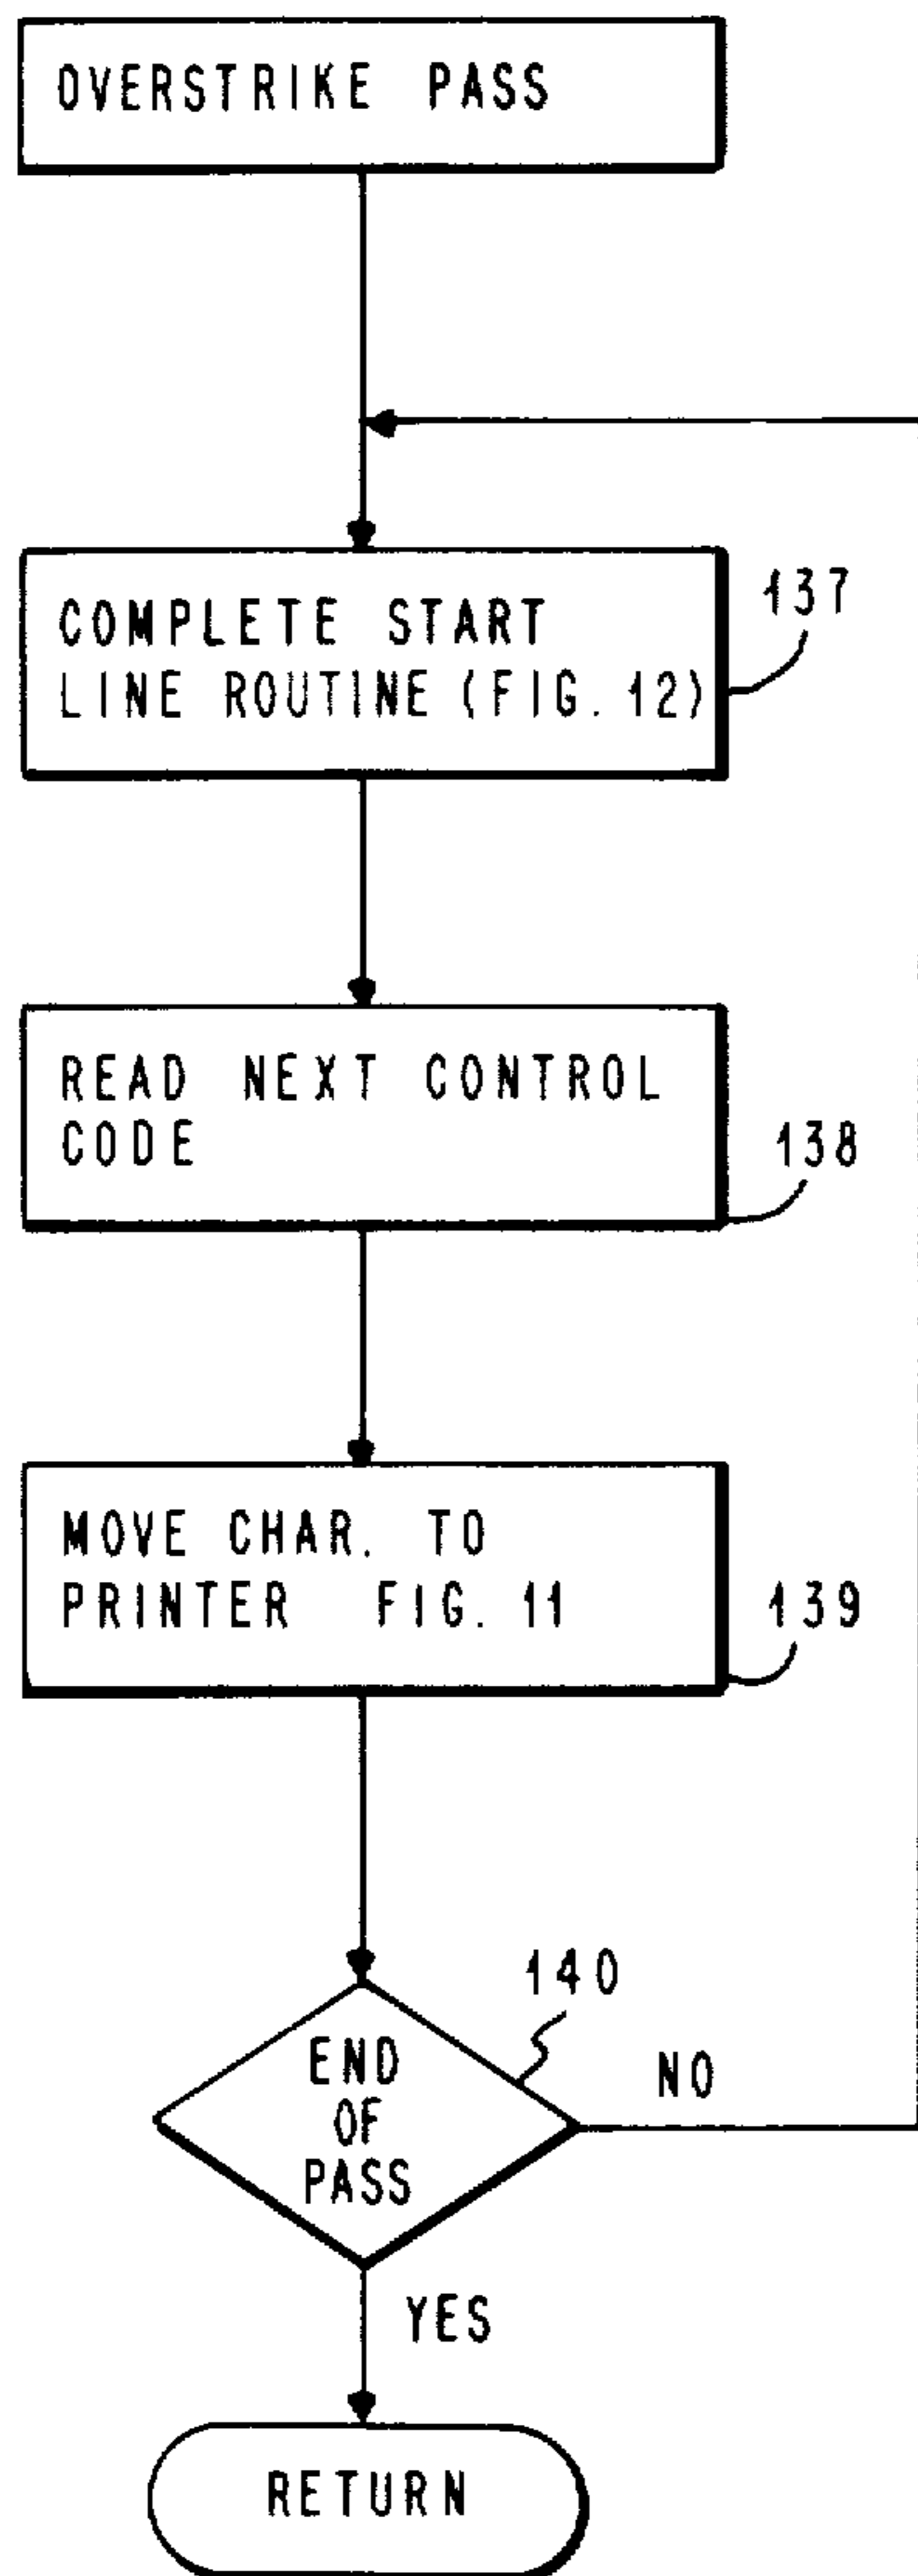 OVERSTRIKE PASS
COMPLETE START
LINE ROUTINE (FIG. 12)
137
READ NEXT CONTROL
CODE
138
MOVE CHAR. TO
PRINTER FIG. 11
139
140
END
OF
PASS
NO
YES
RETURN